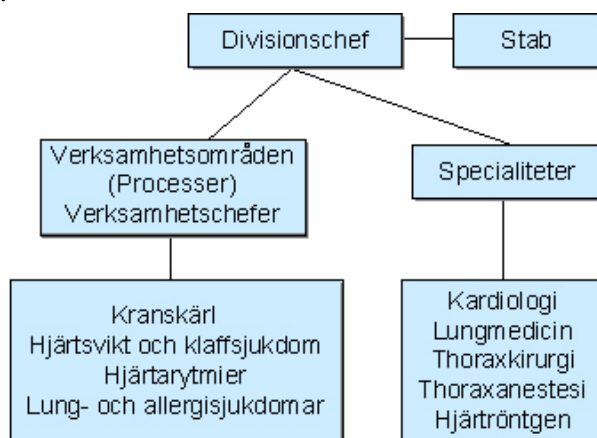 Divisionschef
Stab
Verksamhetsområden
(Processer)
Verksamhetschefer
Specialiteter
Kranskärl
Hjärtsvikt och klaffsjukdom
Hjärtarytmier
Lung- och allergisjukdomar
Kardiologi
Lungmedicin
Thoraxkirurgi
Thoraxanestesi
Hjärtröntgen